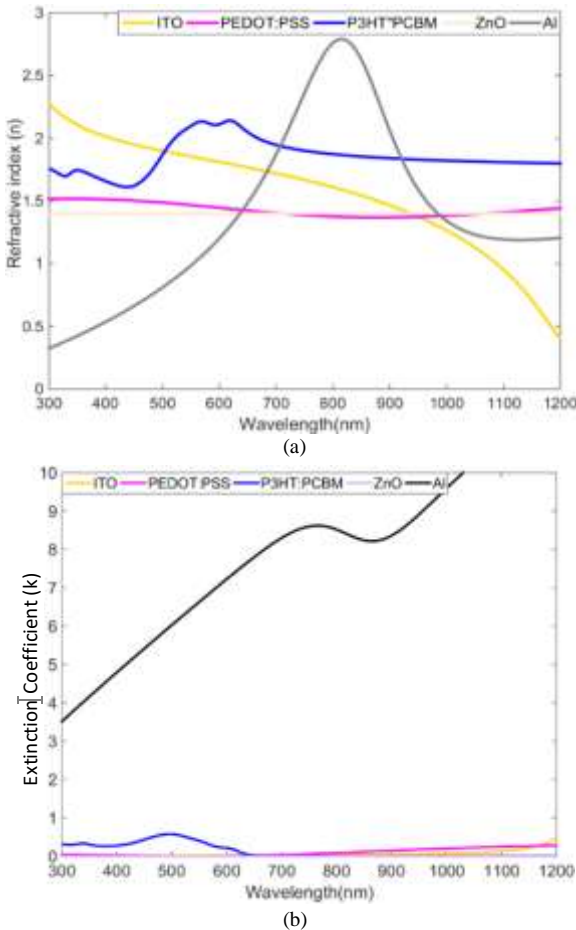 3
ITO PEDOT:PSS P3HT"PCBM ZnO Al
2.5
2
1.5
1
0.5
0
Refractive index (n)
300 400 500 600 700 800 900 1000 1100 1200
Wavelength(nm)
(a)
10
ITO PEDOT:PSS P3HT:PCBM ZnO Al
9
8
7
6
5
4
3
2
1
0
Extinction Coefficient (k)
300 400 500 600 700 800 900 1000 1100 1200
Wavelength(nm)
(b)